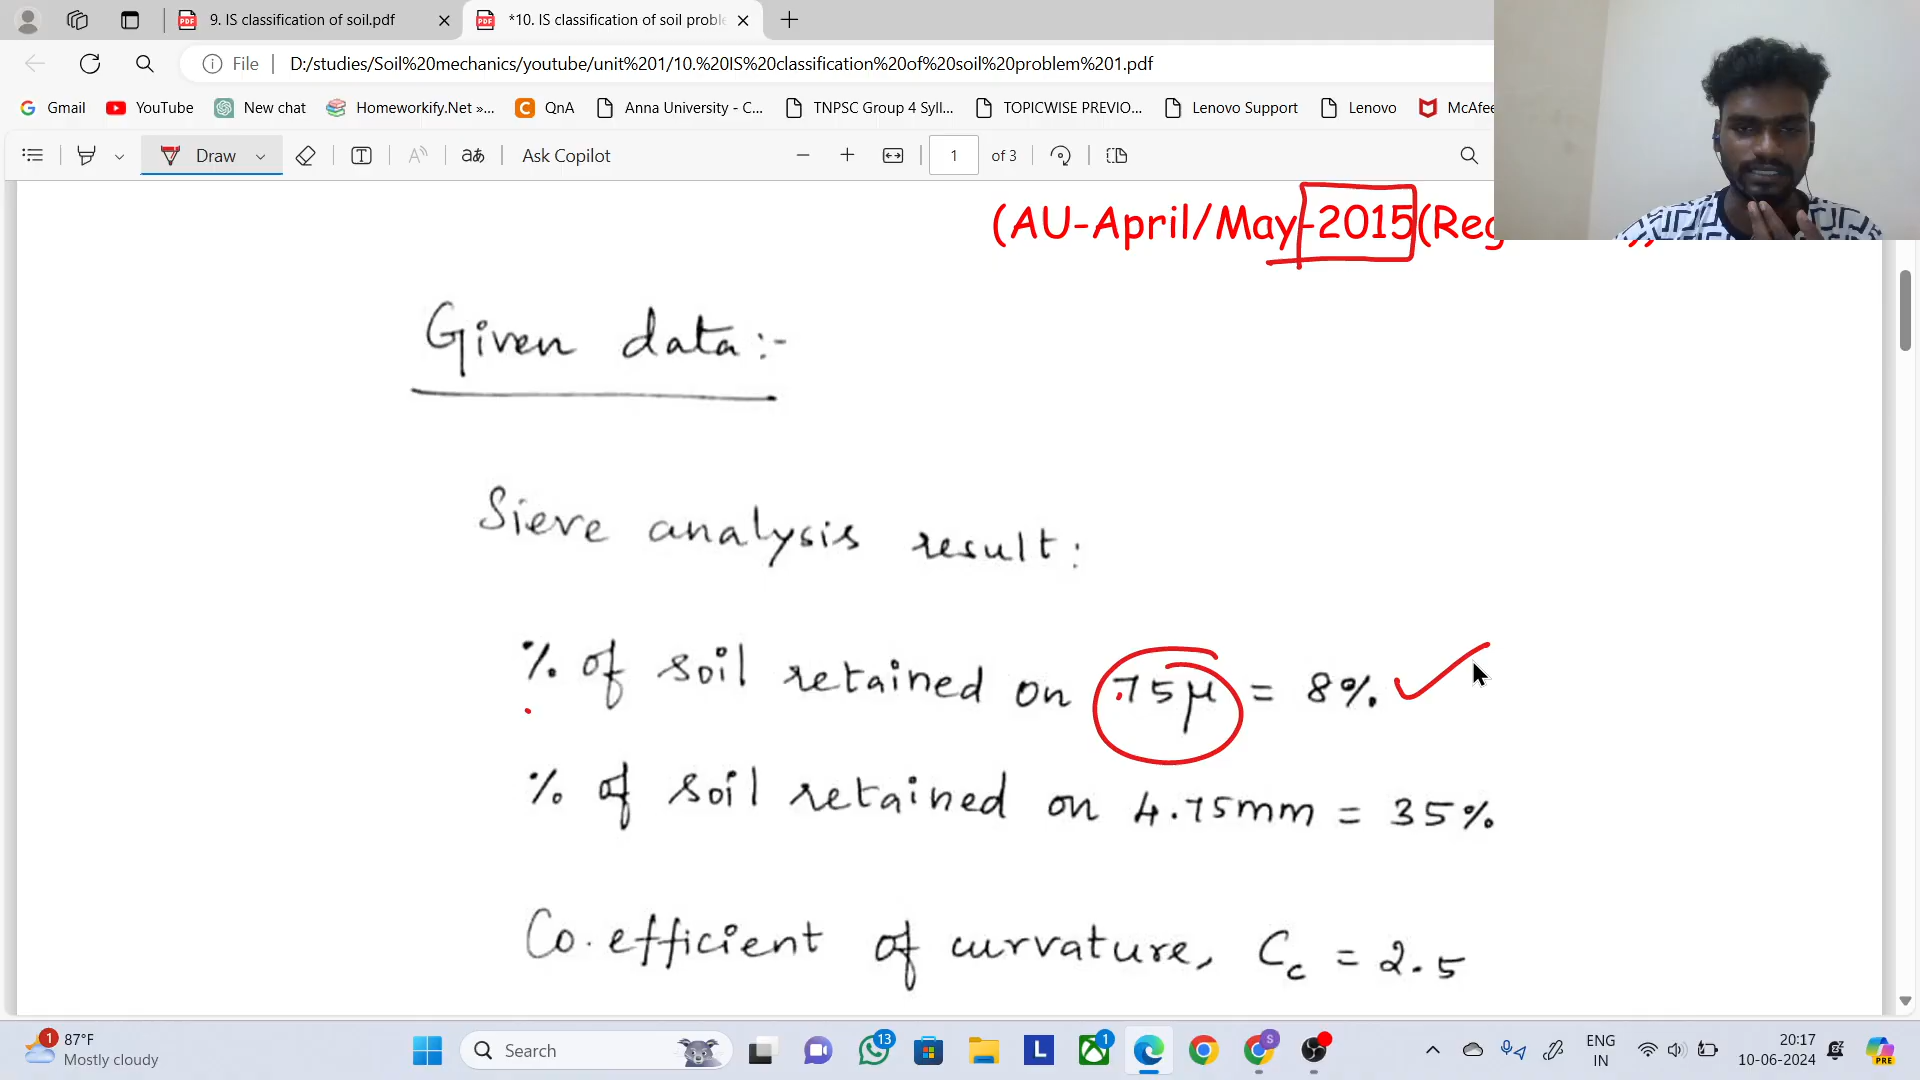 9. IS classification of soil.pdf
*10. IS classification of soil proble
File
D:/studies/Soil%20mechanics/youtube/unit%201/10.%20IS%20classification%20of%20soil%20problem%201.pdf
Gmail YouTube New chat Homeworkify.Net »... QnA Anna University - C... TNPSC Group 4 Syll... TOPICWISE PREVIO... Lenovo Support Lenovo McAfee
Draw Ask Copilot 1 of 3
(AU-April/May-2015(Reg
Given data:-
Sieve analysis result:
% of soil retained on 75μ = 8%
% of soil retained on 4.75mm = 35%
Co.efficient of curvature, Cc = 2.5
87°F
Mostly cloudy
Search
ENG
IN
20:17
10-06-2024